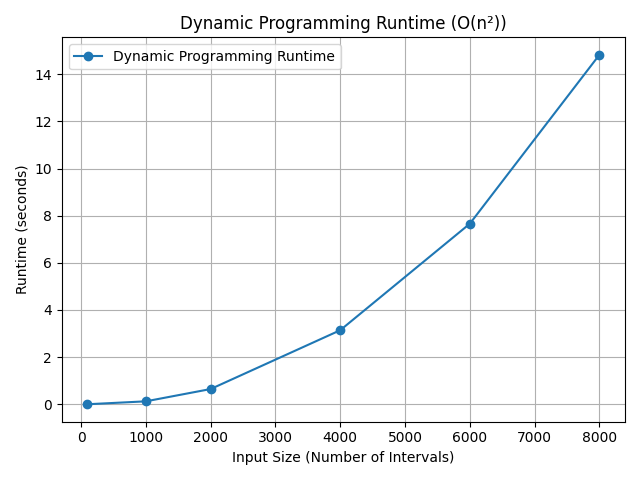 Dynamic Programming Runtime (O(n²))
Dynamic Programming Runtime
14
12
10
8
6
4
2
0
Runtime (seconds)
0 1000 2000 3000 4000 5000 6000 7000 8000
Input Size (Number of Intervals)